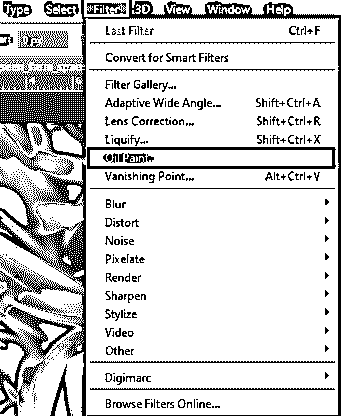 Type Select Filter 3D View Window Help
Last Filter Ctrl+F
Convert for Smart Filters
Filter Gallery...
Adaptive Wide Angle... Shift+Ctrl+A
Lens Correction... Shift+Ctrl+R
Liquify... Shift+Ctrl+X
Oil Paint...
Vanishing Point... Alt+Ctrl+V
Blur
Distort
Noise
Pixelate
Render
Sharpen
Stylize
Video
Other
Digimarc
Browse Filters Online...